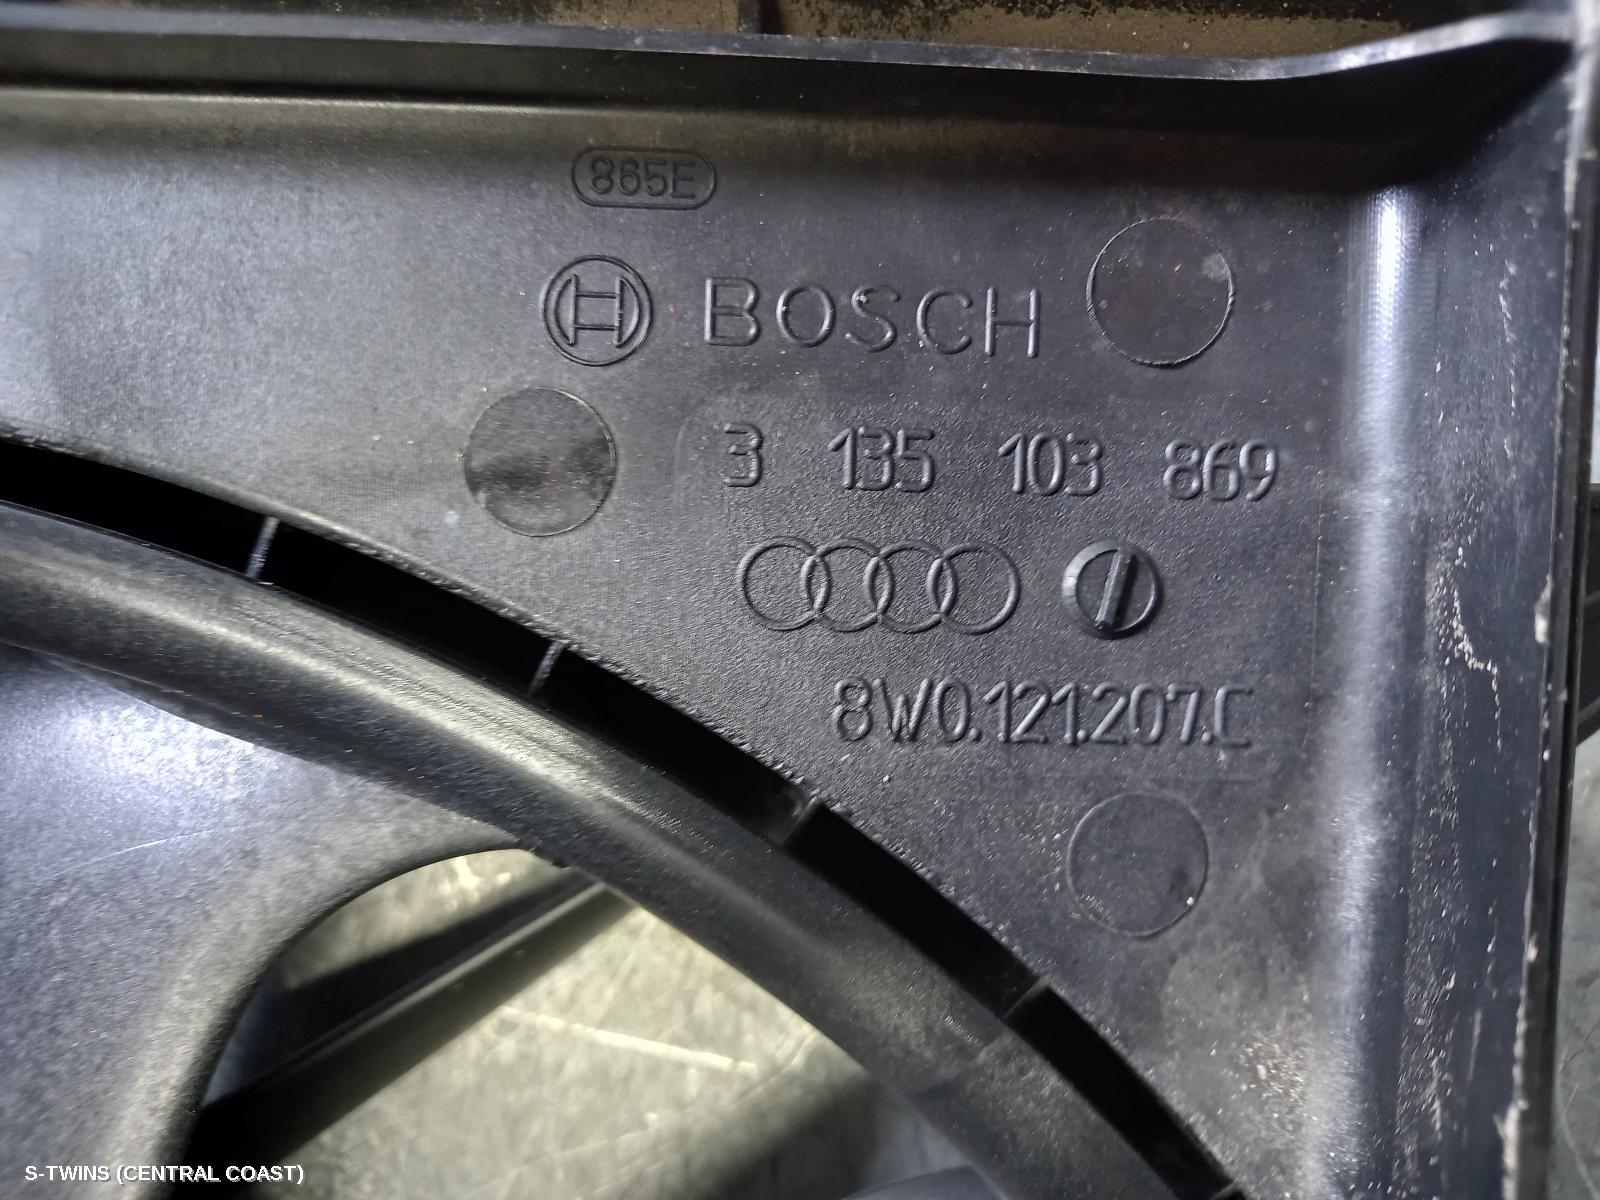 865E
BOSCH
3 135 103 869
8W0.121.207.C
S-TWINS (CENTRAL COAST)